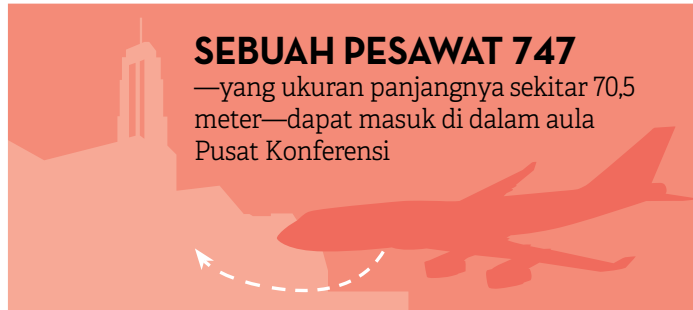 SEBUAH PESAWAT 747
—yang ukuran panjangnya sekitar 70,5
meter—dapat masuk di dalam aula
Pusat Konferensi